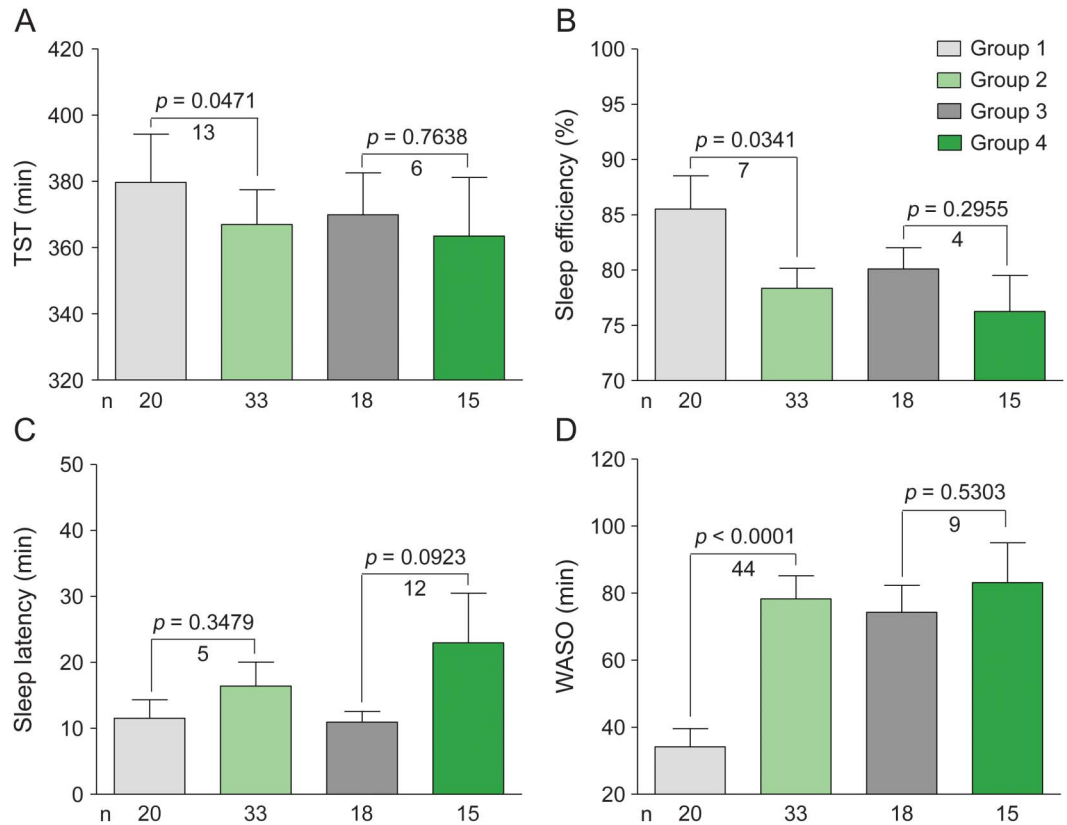 A
TST (min)
420
400
380
360
340
320
p = 0.0471
13
p = 0.7638
6
n 20 33 18 15
B
Sleep efficiency (%)
100
95
90
85
80
75
70
Group 1
Group 2
Group 3
Group 4
p = 0.0341
7
p = 0.2955
4
n 20 33 18 15
C
Sleep latency (min)
50
40
30
20
10
0
p = 0.3479
5
p = 0.0923
12
n 20 33 18 15
D
WASO (min)
120
100
80
60
40
20
p < 0.0001
44
p = 0.5303
9
n 20 33 18 15